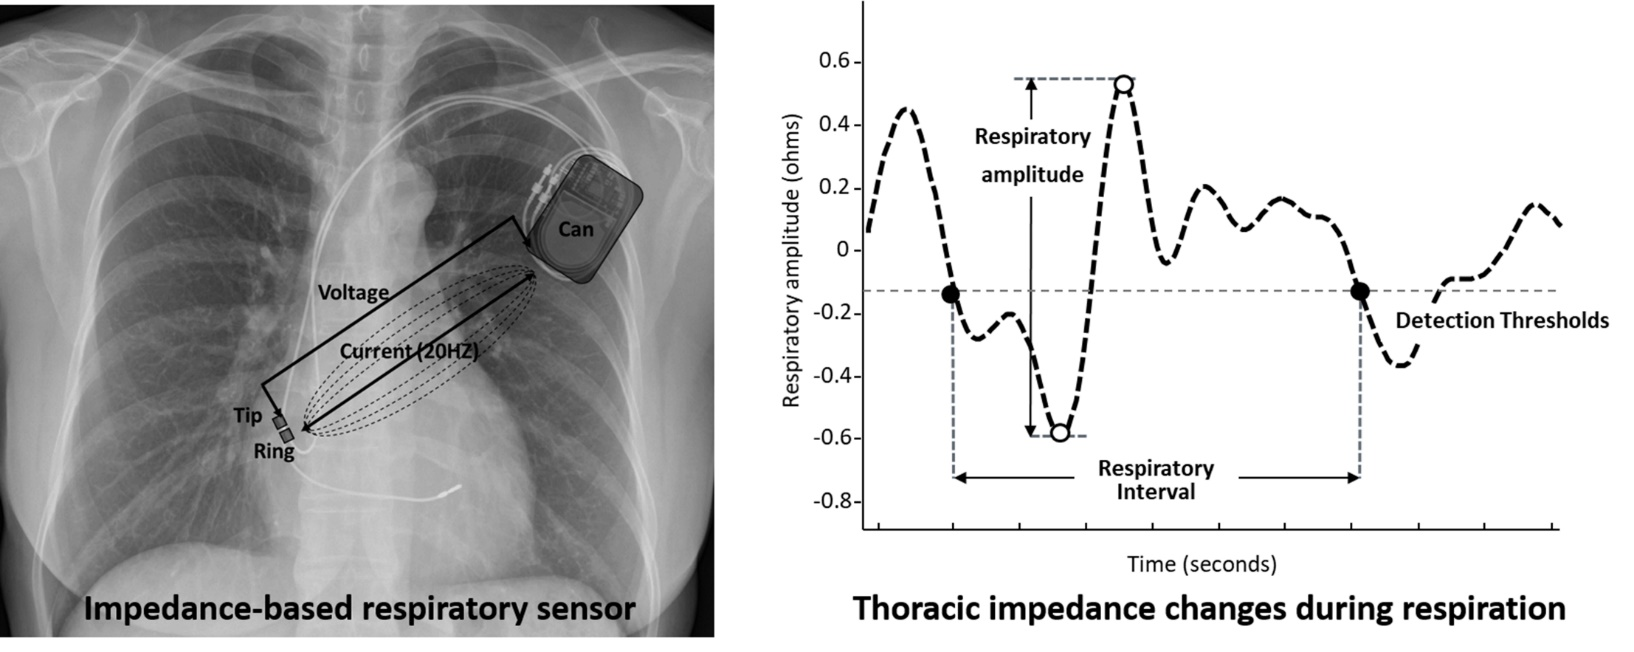 Can
Voltage
Current (20HZ)
Tip
Ring
Impedance-based respiratory sensor
Respiratory amplitude (ohms)
0.6
0.4
0.2
0
-0.2
-0.4
-0.6
-0.8
Respiratory
amplitude
Detection Thresholds
Respiratory
Interval
Time (seconds)
Thoracic impedance changes during respiration